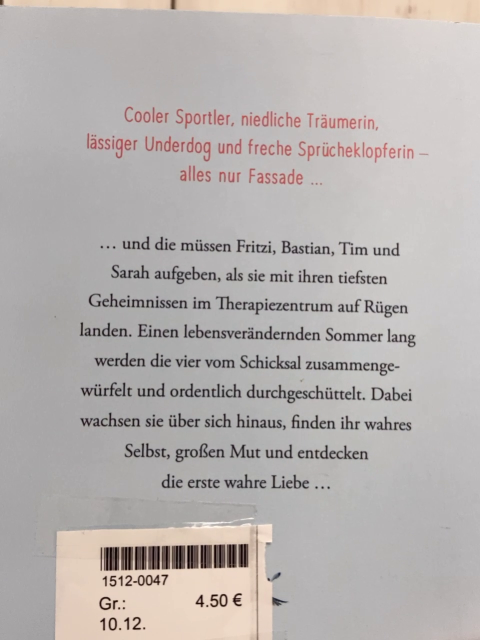 Cooler Sportler, niedliche Träumerin,
lässiger Underdog und freche Sprücheklopferin –
alles nur Fassade ...
... und die müssen Fritzi, Bastian, Tim und
Sarah aufgeben, als sie mit ihren tiefsten
Geheimnissen im Therapiezentrum auf Rügen
landen. Einen lebensverändernden Sommer lang
werden die vier vom Schicksal zusammenge-
würfelt und ordentlich durchgeschüttelt. Dabei
wachsen sie über sich hinaus, finden ihr wahres
Selbst, großen Mut und entdecken
die erste wahre Liebe ...
1512-0047
Gr.: 4.50 €
10.12.